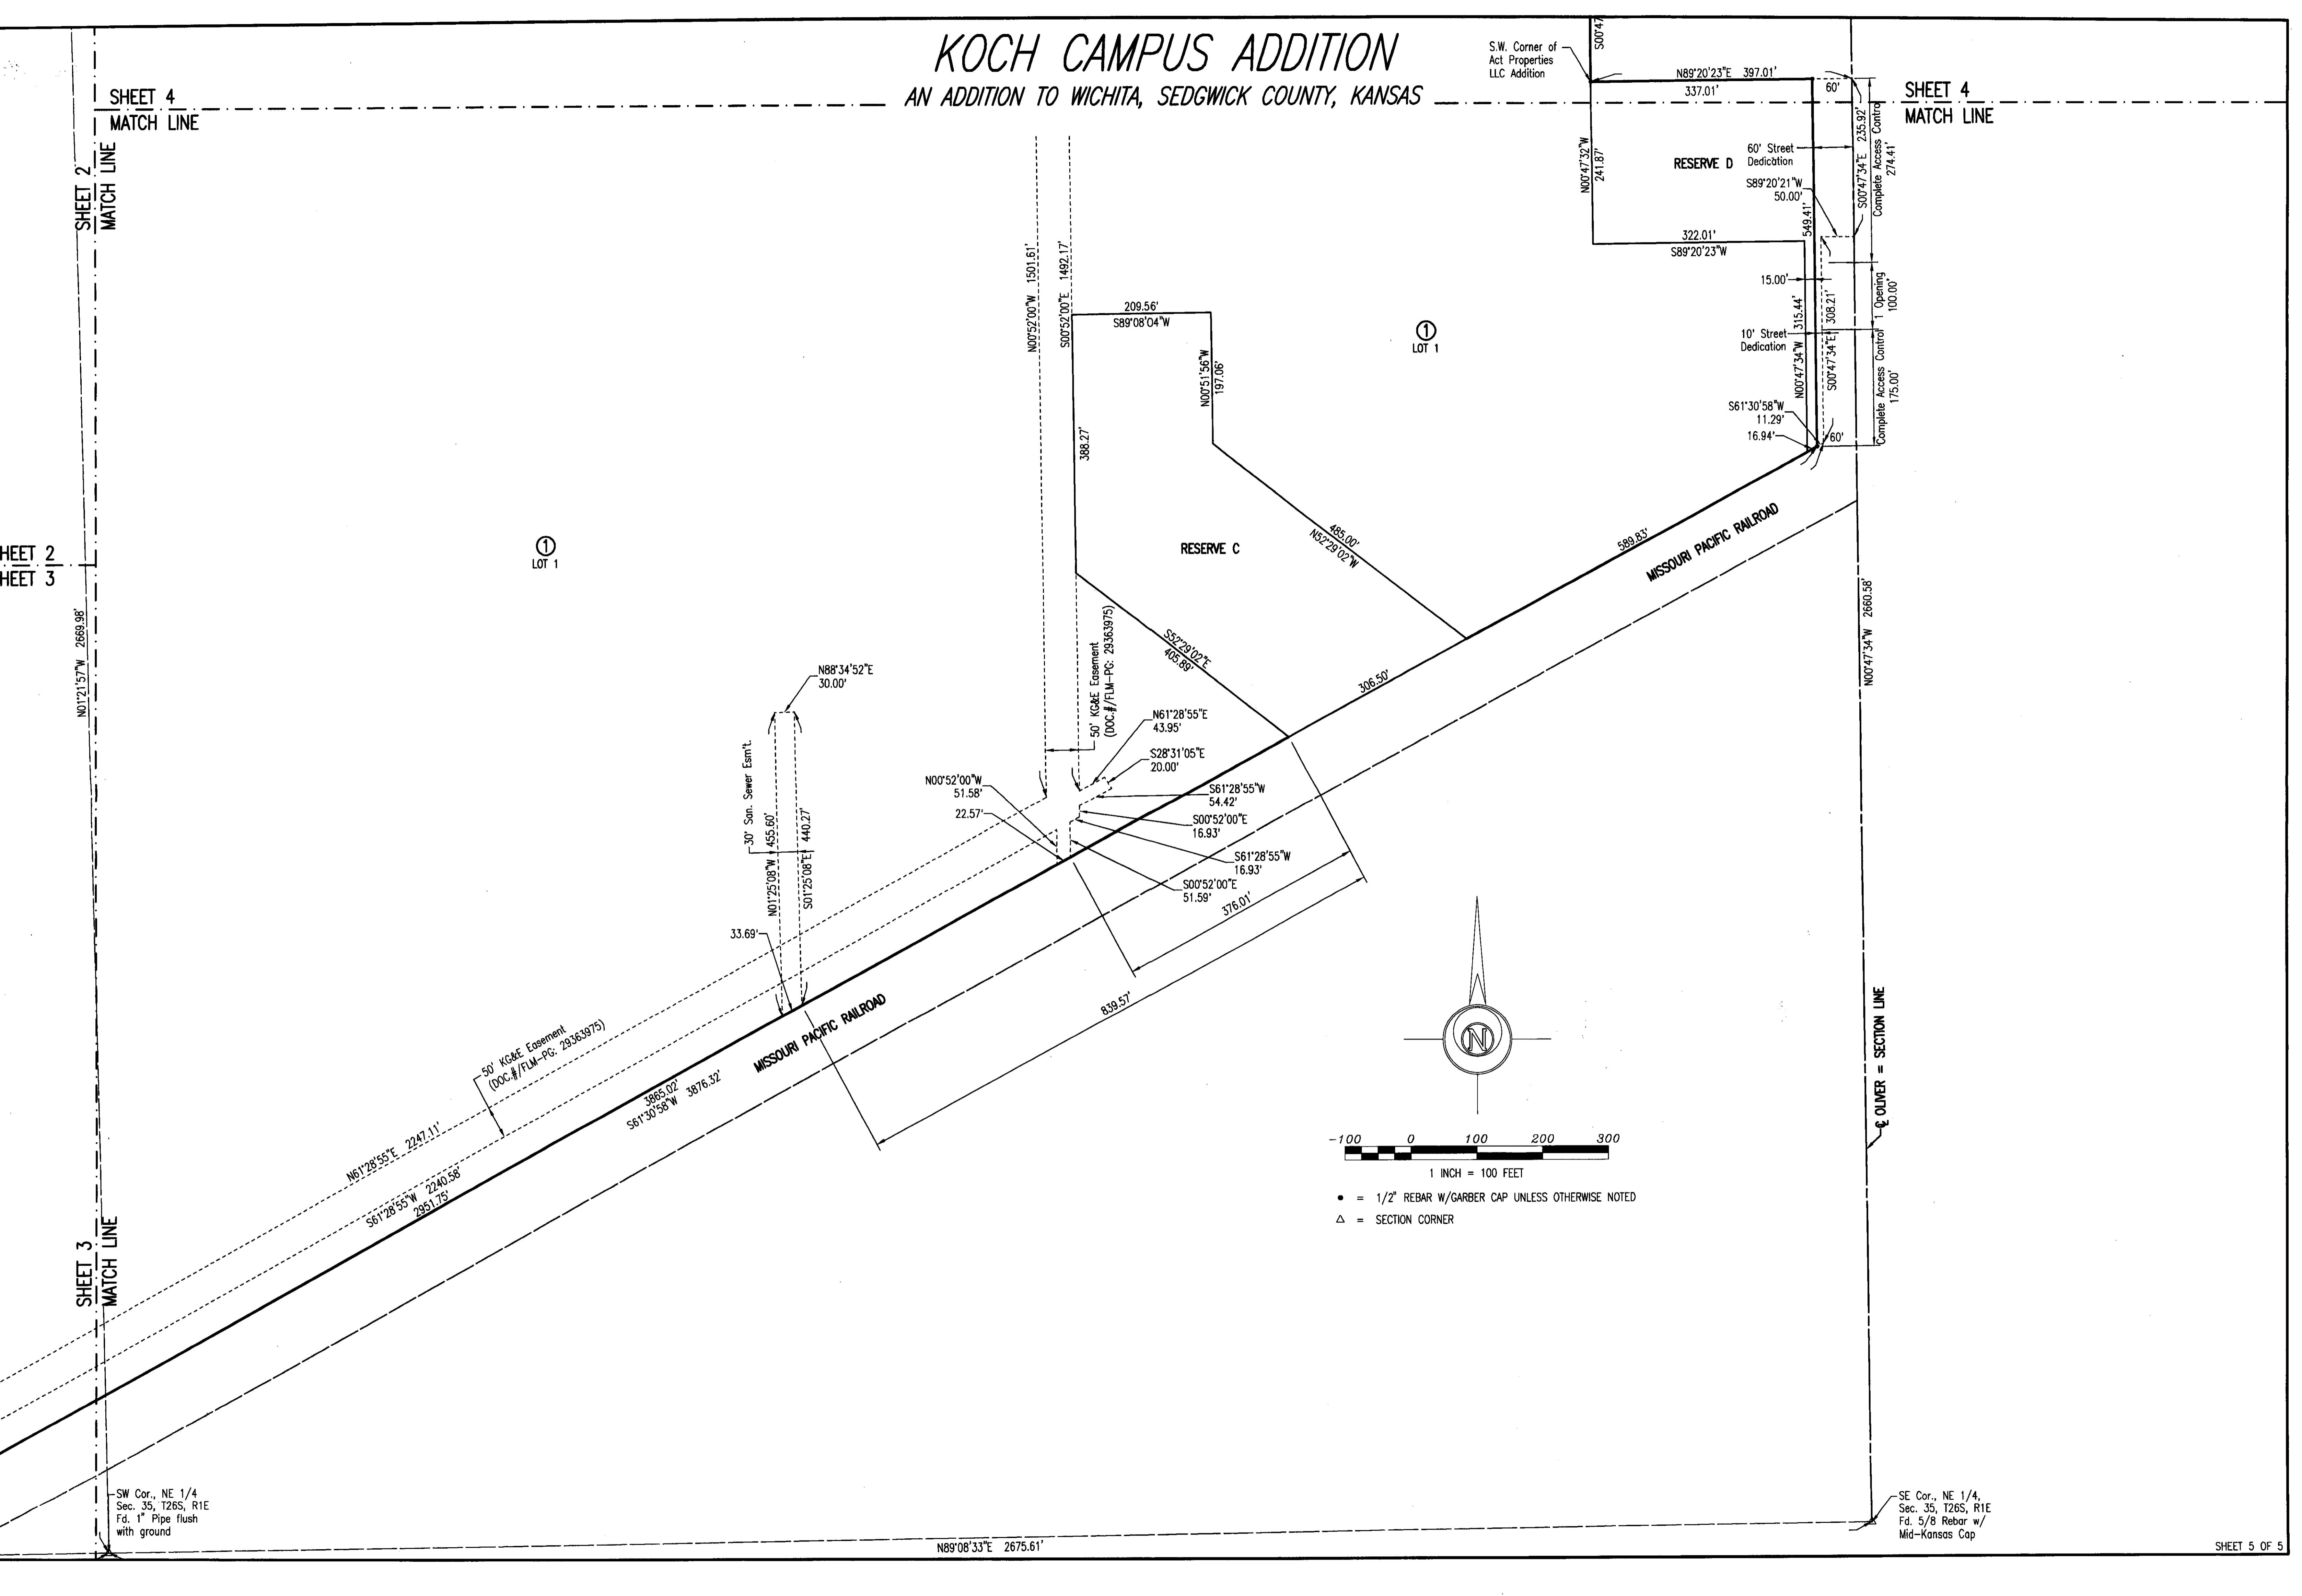 KOCH CAMPUS ADDITION
AN ADDITION TO WICHITA, SEDGWICK COUNTY, KANSAS
SHEET 4
MATCH LINE
SHEET 2
MATCH LINE
S.W. Corner of
Act Properties
LLC Addition
S00°47
N89°20'23"E 397.01'
337.01'
60'
SHEET 4
MATCH LINE
N00°47'32"W
241.87'
RESERVE D
60' Street
Dedication
S89°20'21"W
50.00'
S00°47'34"E 235.92'
Complete Access Contro
274.41'
549.41'
322.01'
S89°20'23"W
15.00'
N00°47'34"W 315.44'
S00°47'34"E 308.21'
1 Opening
100.00'
10' Street
Dedication
Complete Access Control
175.00'
S61°30'58"W
11.29'
16.94'
60'
N00°52'00"W 1501.61'
S00°52'00"E 1492.17'
209.56'
S89°08'04"W
N00°51'56"W
197.06'
388.27'
1
LOT 1
1
LOT 1
RESERVE C
485.00'
N52°29'02"W
589.83'
MISSOURI PACIFIC RAILROAD
HEET 2
HEET 3
N01°21'57"W 2669.98'
N00°47'34"W 2660.58'
S52°29'02"E
405.89'
306.50'
50' KG&E Easement
(DOC.#/FLM-PG: 29363975)
N88°34'52"E
30.00'
30' San. Sewer Esm't.
N01°25'08"W 455.60'
S01°25'08"E 440.27'
33.69'
N61°28'55"E
43.95'
S28°31'05"E
20.00'
S61°28'55"W
54.42'
S00°52'00"E
16.93'
S61°28'55"W
16.93'
S00°52'00"E
51.59'
N00°52'00"W
51.58'
22.57'
376.01'
839.57'
MISSOURI PACIFIC RAILROAD
50' KG&E Easement
(DOC.#/FLM-PG: 29363975)
3865.02'
S61°30'58"W 3876.32'
N61°28'55"E 2247.11'
S61°28'55"W 2240.58'
2951.75'
SHEET 3
MATCH LINE
N
-100 0 100 200 300
1 INCH = 100 FEET
● = 1/2" REBAR W/GARBER CAP UNLESS OTHERWISE NOTED
△ = SECTION CORNER
℄ OLIVER = SECTION LINE
SW Cor., NE 1/4
Sec. 35, T26S, R1E
Fd. 1" Pipe flush
with ground
N89°08'33"E 2675.61'
SE Cor., NE 1/4,
Sec. 35, T26S, R1E
Fd. 5/8 Rebar w/
Mid-Kansas Cap
SHEET 5 OF 5